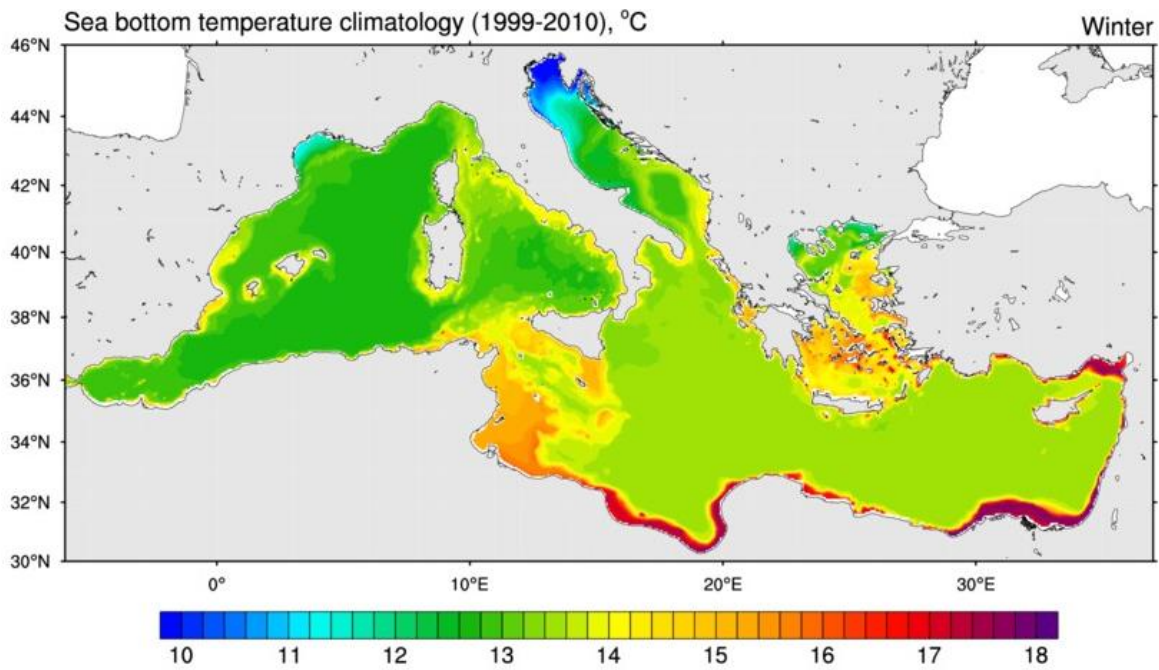 Sea bottom temperature climatology (1999-2010), °C Winter
46°N
44°N
42°N
40°N
38°N
36°N
34°N
32°N
30°N
0° 10°E 20°E 30°E
10 11 12 13 14 15 16 17 18